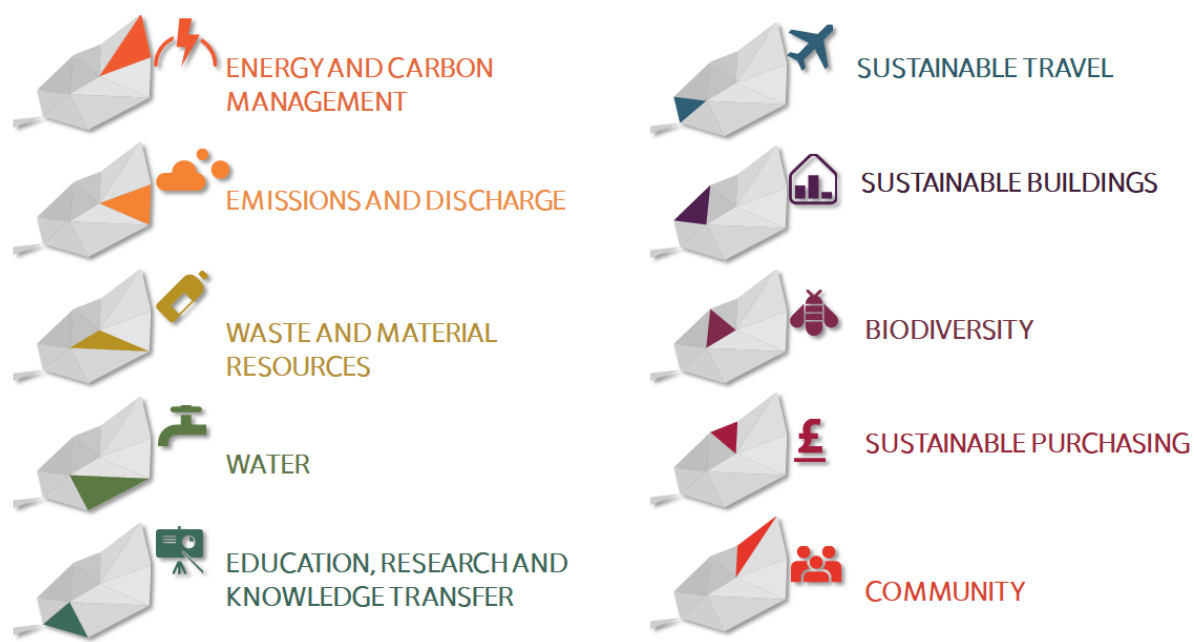 ENERGY AND CARBON
MANAGEMENT
EMISSIONS AND DISCHARGE
WASTE AND MATERIAL
RESOURCES
WATER
EDUCATION, RESEARCH AND
KNOWLEDGE TRANSFER
SUSTAINABLE TRAVEL
SUSTAINABLE BUILDINGS
BIODIVERSITY
£
SUSTAINABLE PURCHASING
COMMUNITY